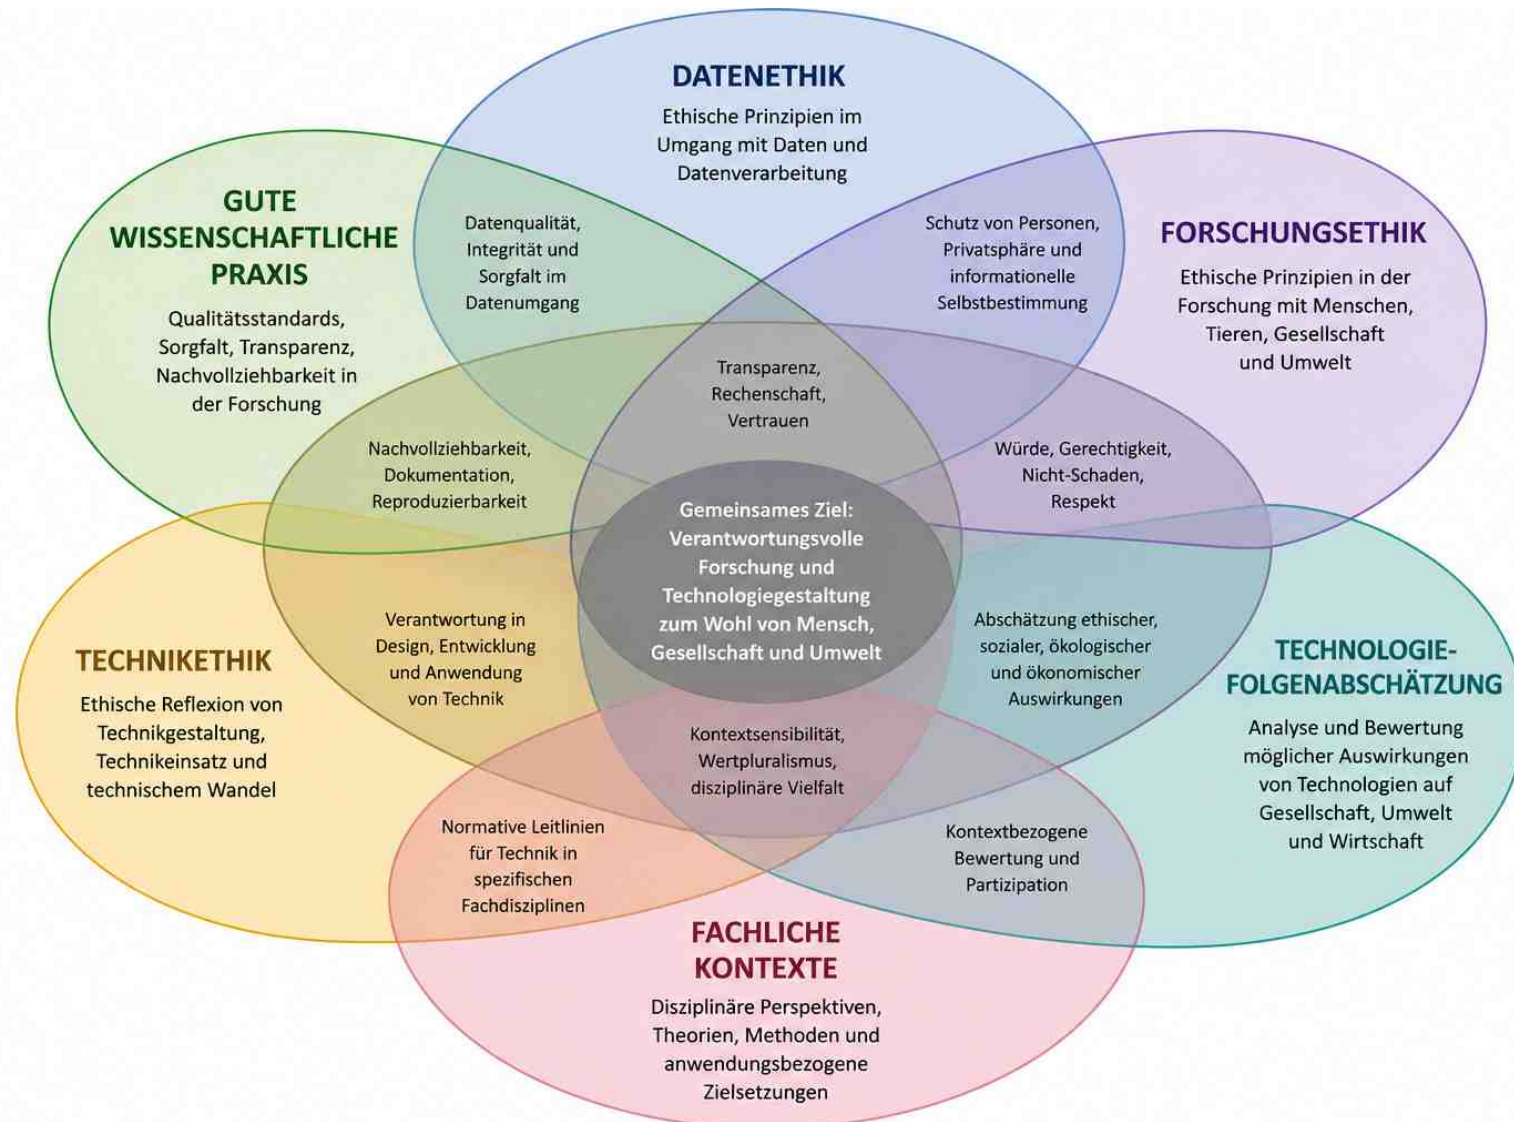 DATENETHIK
Ethische Prinzipien im
Umgang mit Daten und
Datenverarbeitung
GUTE
WISSENSCHAFTLICHE
PRAXIS
Qualitätsstandards,
Sorgfalt, Transparenz,
Nachvollziehbarkeit in
der Forschung
Datenqualität,
Integrität und
Sorgfalt im
Datenumgang
Schutz von Personen,
Privatsphäre und
informationelle
Selbstbestimmung
FORSCHUNGSETHIK
Ethische Prinzipien in der
Forschung mit Menschen,
Tieren, Gesellschaft
und Umwelt
Transparenz,
Rechenschaft,
Vertrauen
Nachvollziehbarkeit,
Dokumentation,
Reproduzierbarkeit
Würde, Gerechtigkeit,
Nicht-Schaden,
Respekt
Gemeinsames Ziel:
Verantwortungsvolle
Forschung und
Technologiegestaltung
zum Wohl von Mensch,
Gesellschaft und Umwelt
TECHNIKETHIK
Ethische Reflexion von
Technikgestaltung,
Technikeinsatz und
technischem Wandel
Verantwortung in
Design, Entwicklung
und Anwendung
von Technik
Abschätzung ethischer,
sozialer, ökologischer
und ökonomischer
Auswirkungen
TECHNOLOGIE-
FOLGENABSCHÄTZUNG
Analyse und Bewertung
möglicher Auswirkungen
von Technologien auf
Gesellschaft, Umwelt
und Wirtschaft
Kontextsensibilität,
Wertpluralismus,
disziplinäre Vielfalt
Normative Leitlinien
für Technik in
spezifischen
Fachdisziplinen
Kontextbezogene
Bewertung und
Partizipation
FACHLICHE
KONTEXTE
Disziplinäre Perspektiven,
Theorien, Methoden und
anwendungsbezogene
Zielsetzungen